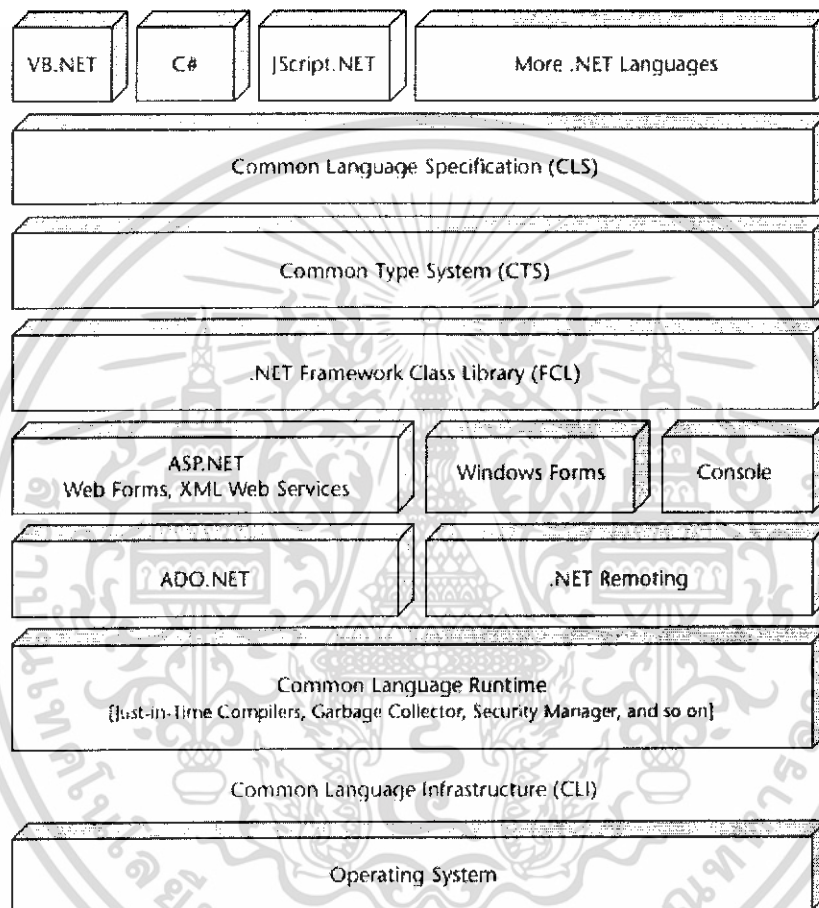 VB.NET
C#
JScript.NET
More .NET Languages
Common Language Specification (CLS)
Common Type System (CTS)
.NET Framework Class Library (FCL)
ASP.NET
Web Forms, XML Web Services
Windows Forms
Console
ADO.NET
.NET Remoting
Common Language Runtime
[Just-in-Time Compilers, Garbage Collector, Security Manager, and so on]
Common Language Infrastructure (CLI)
Operating System